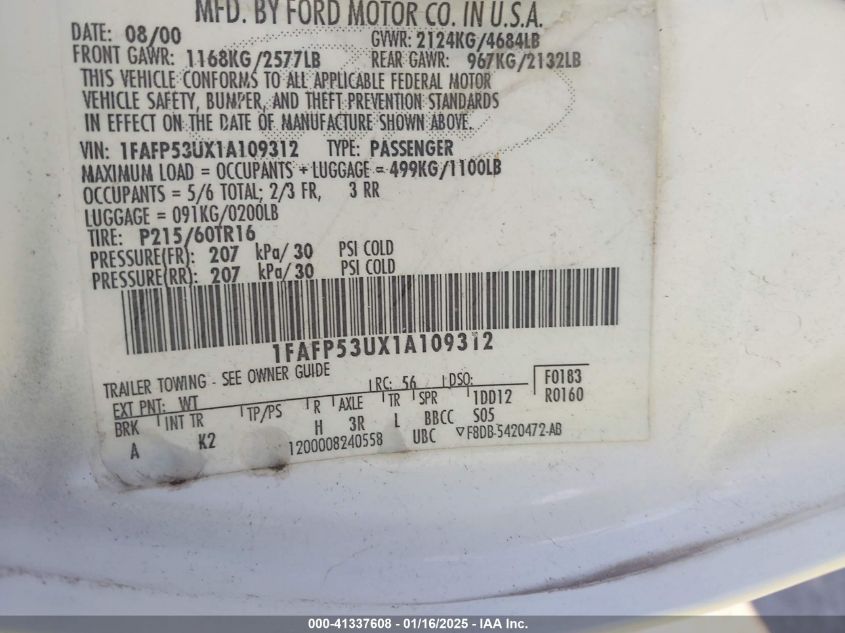 MFD. BY FORD MOTOR CO. IN U.S.A.
DATE: 08/00 GVWR: 2124KG/4684LB
FRONT GAWR: 1168KG/2577LB REAR GAWR: 967KG/2132LB
THIS VEHICLE CONFORMS TO ALL APPLICABLE FEDERAL MOTOR
VEHICLE SAFETY, BUMPER, AND THEFT PREVENTION STANDARDS
IN EFFECT ON THE DATE OF MANUFACTURE SHOWN ABOVE.
VIN: 1FAFP53UX1A109312 TYPE: PASSENGER
MAXIMUM LOAD = OCCUPANTS + LUGGAGE = 499KG/1100LB
OCCUPANTS = 5/6 TOTAL; 2/3 FR, 3 RR
LUGGAGE = 091KG/0200LB
TIRE: P215/60TR16
PRESSURE(FR): 207 kPa/ 30 PSI COLD
PRESSURE(RR): 207 kPa/ 30 PSI COLD
1FAFP53UX1A109312
TRAILER TOWING - SEE OWNER GUIDE
EXT PNT: WT RC: 56 DSO: F0183
BRK INT TR TP/PS R AXLE TR SPR 1DD12 R0160
A K2 H 3R L BBCC S05
1200008240558 UBC ▽F8DB-5420472-AB
000-41337608 - 01/16/2025 - IAA Inc.